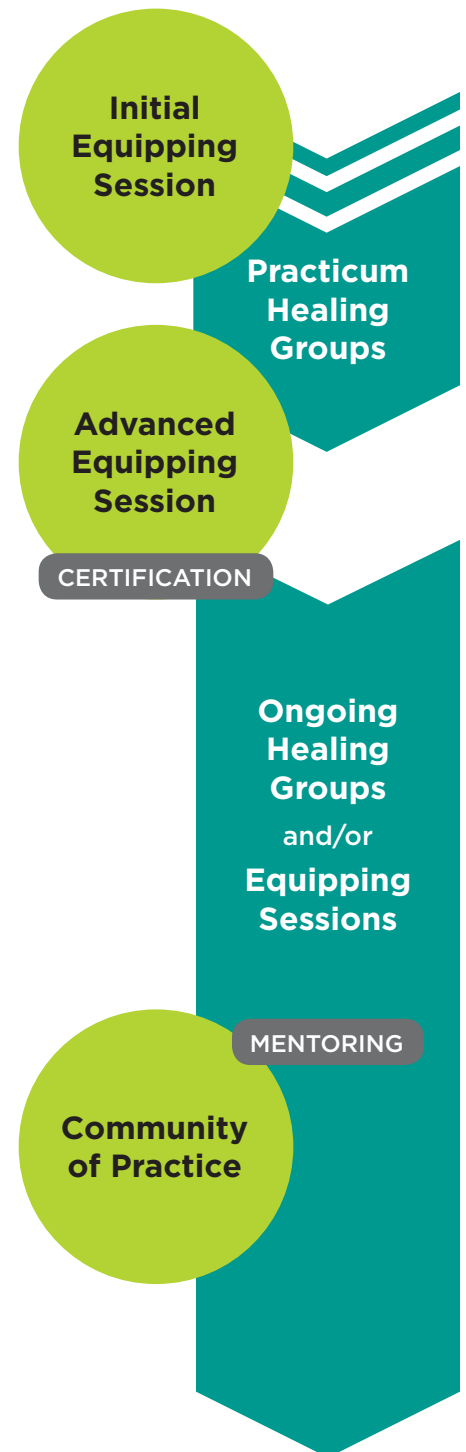 Initial
Equipping
Session
Practicum
Healing
Groups
Advanced
Equipping
Session
CERTIFICATION
Ongoing
Healing
Groups
and/or
Equipping
Sessions
MENTORING
Community
of Practice